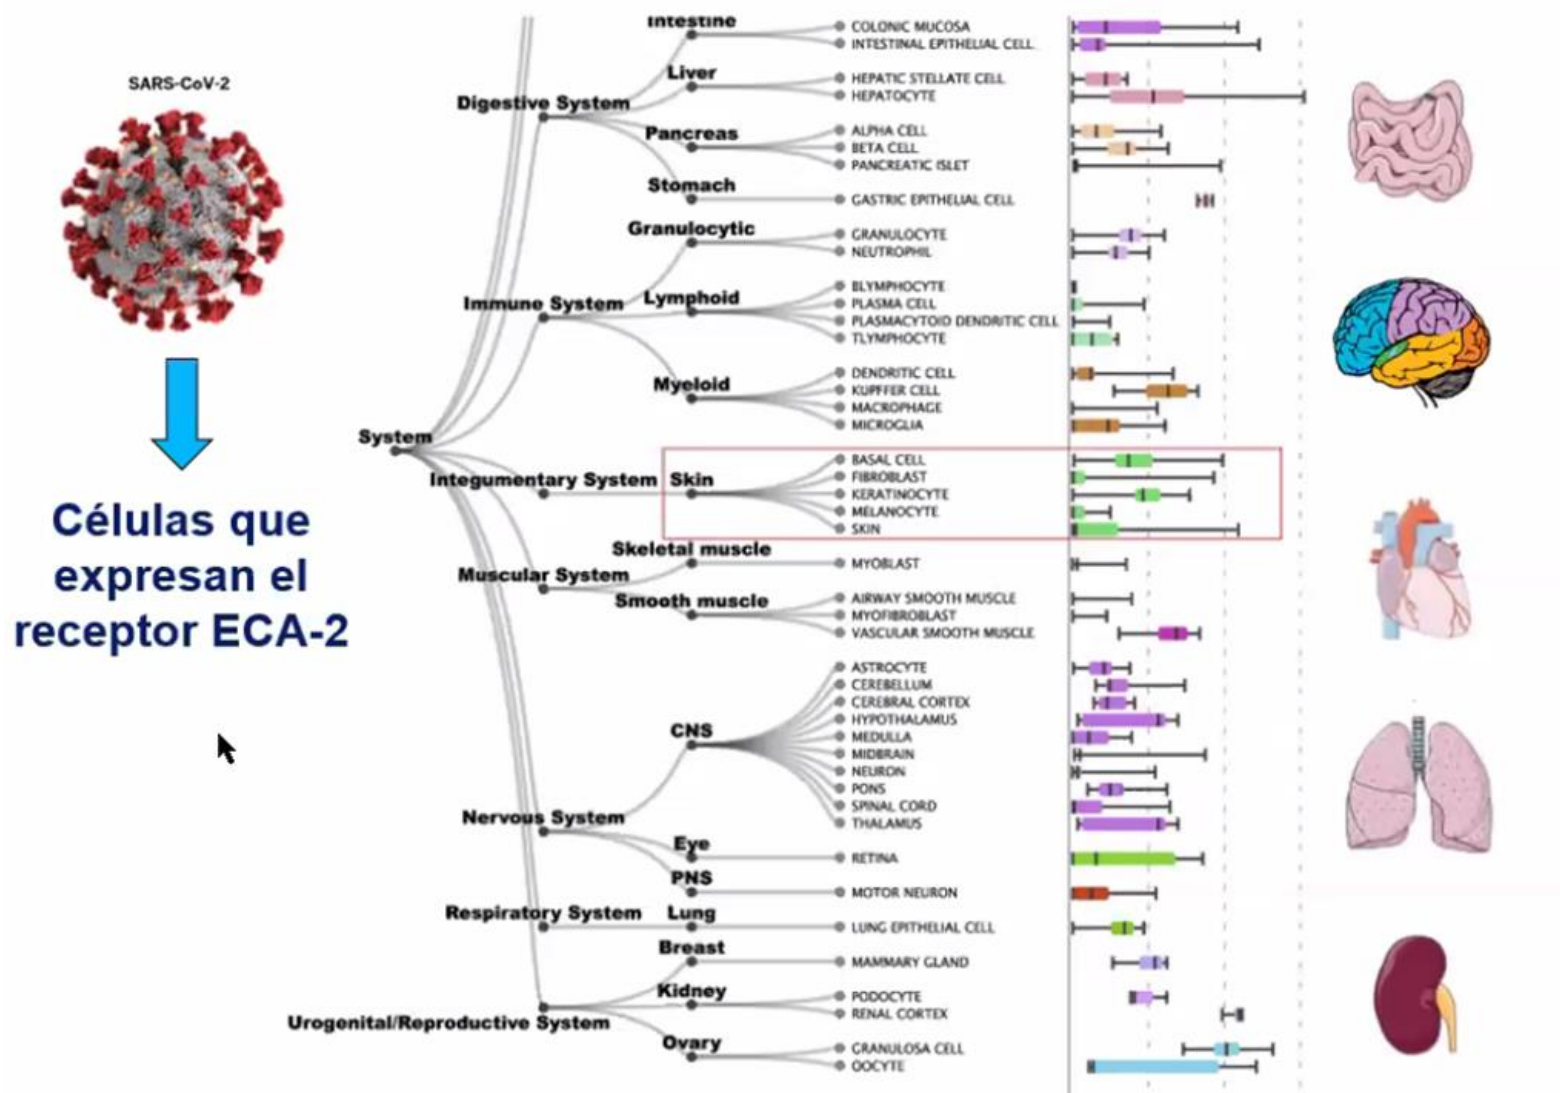 SARS-CoV-2
Células que
expresan el
receptor ECA-2
System
Digestive System
Intestine
COLONIC MUCOSA
INTESTINAL EPITHELIAL CELL
Liver
HEPATIC STELLATE CELL
HEPATOCYTE
Pancreas
ALPHA CELL
BETA CELL
PANCREATIC ISLET
Stomach
GASTRIC EPITHELIAL CELL
Immune System
Granulocytic
GRANULOCYTE
NEUTROPHIL
Lymphoid
BLYMPHOCYTE
PLASMA CELL
PLASMACYTOID DENDRITIC CELL
TLYMPHOCYTE
Myeloid
DENDRITIC CELL
KUPFFER CELL
MACROPHAGE
MICROGLIA
Integumentary System
Skin
BASAL CELL
FIBROBLAST
KERATINOCYTE
MELANOCYTE
SKIN
Muscular System
Skeletal muscle
MYOBLAST
Smooth muscle
AIRWAY SMOOTH MUSCLE
MYOFIBROBLAST
VASCULAR SMOOTH MUSCLE
Nervous System
CNS
ASTROCYTE
CEREBELLUM
CEREBRAL CORTEX
HYPOTHALAMUS
MEDULLA
MIDBRAIN
NEURON
PONS
SPINAL CORD
THALAMUS
Eye
RETINA
PNS
MOTOR NEURON
Respiratory System
Lung
LUNG EPITHELIAL CELL
Urogenital/Reproductive System
Breast
MAMMARY GLAND
Kidney
PODOCYTE
RENAL CORTEX
Ovary
GRANULOSA CELL
OOCYTE